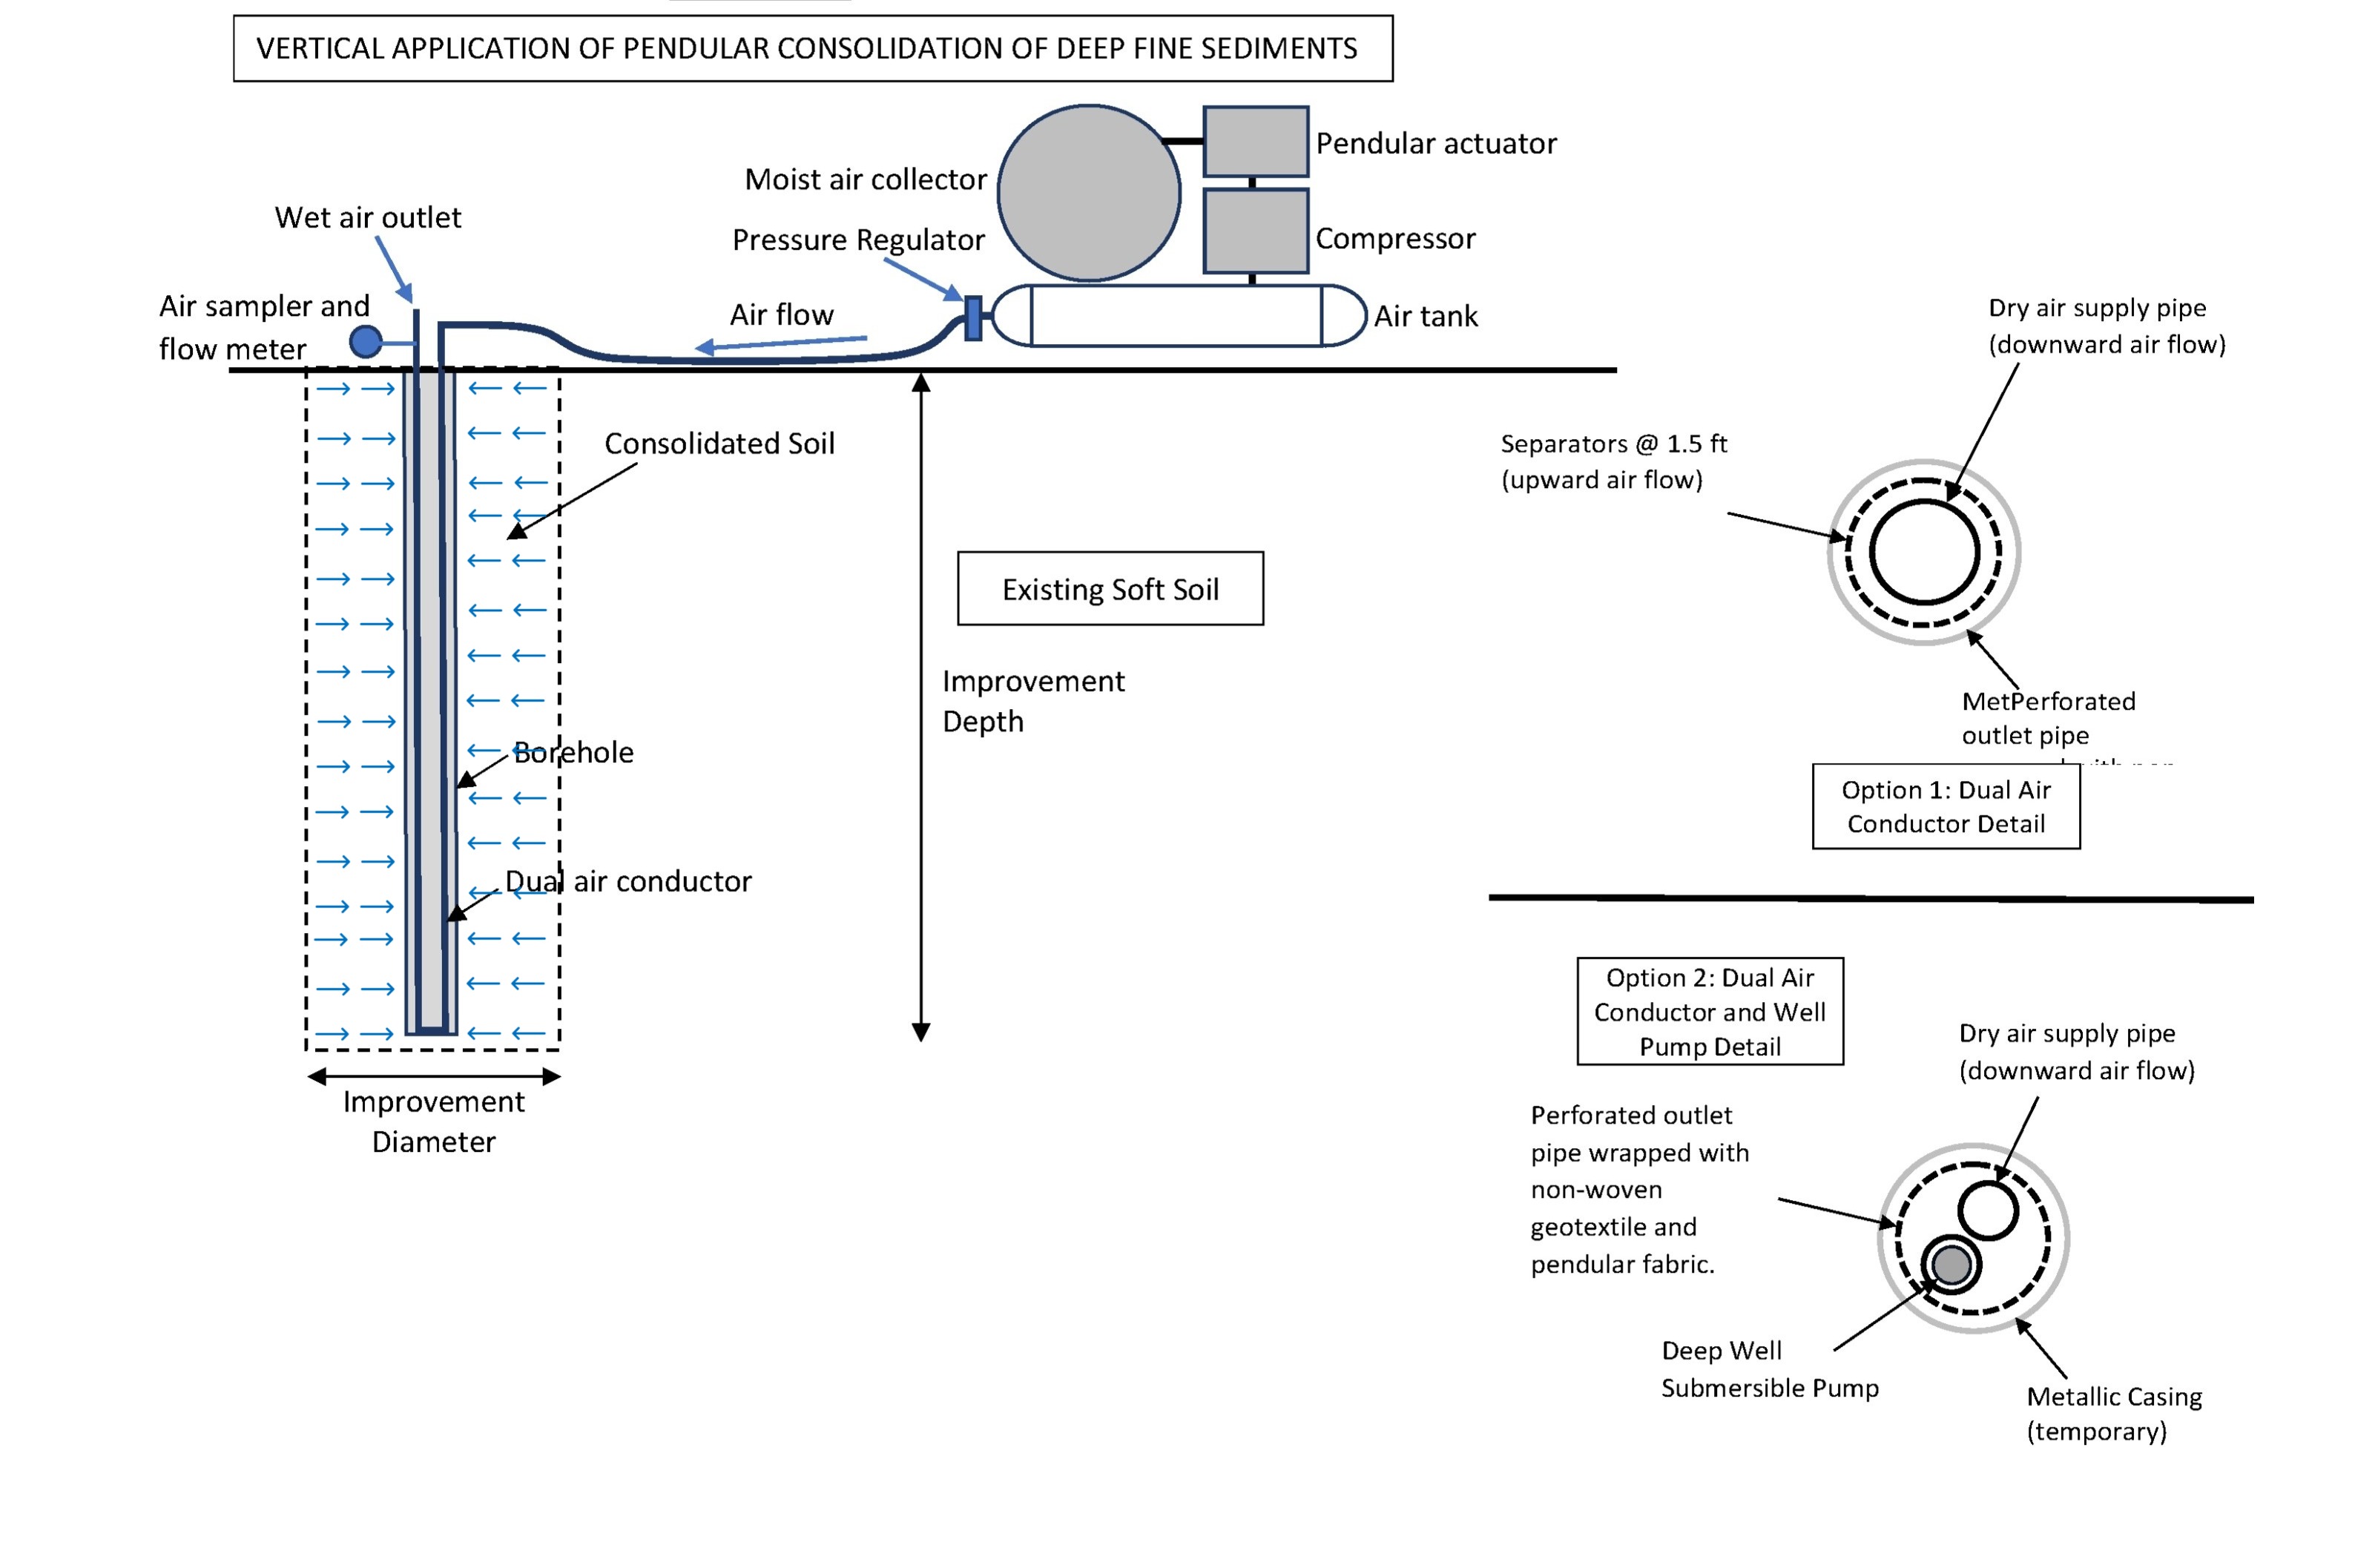 VERTICAL APPLICATION OF PENDULAR CONSOLIDATION OF DEEP FINE SEDIMENTS
Pendular actuator
Moist air collector
Wet air outlet
Pressure Regulator
Compressor
Air sampler and
flow meter
Air flow
Air tank
Consolidated Soil
Existing Soft Soil
Improvement
Depth
Borehole
Dual air conductor
Improvement
Diameter
Dry air supply pipe
(downward air flow)
Separators @ 1.5 ft
(upward air flow)
MetPerforated
outlet pipe
Option 1: Dual Air
Conductor Detail
Option 2: Dual Air
Conductor and Well
Pump Detail
Dry air supply pipe
(downward air flow)
Perforated outlet
pipe wrapped with
non-woven
geotextile and
pendular fabric.
Deep Well
Submersible Pump
Metallic Casing
(temporary)